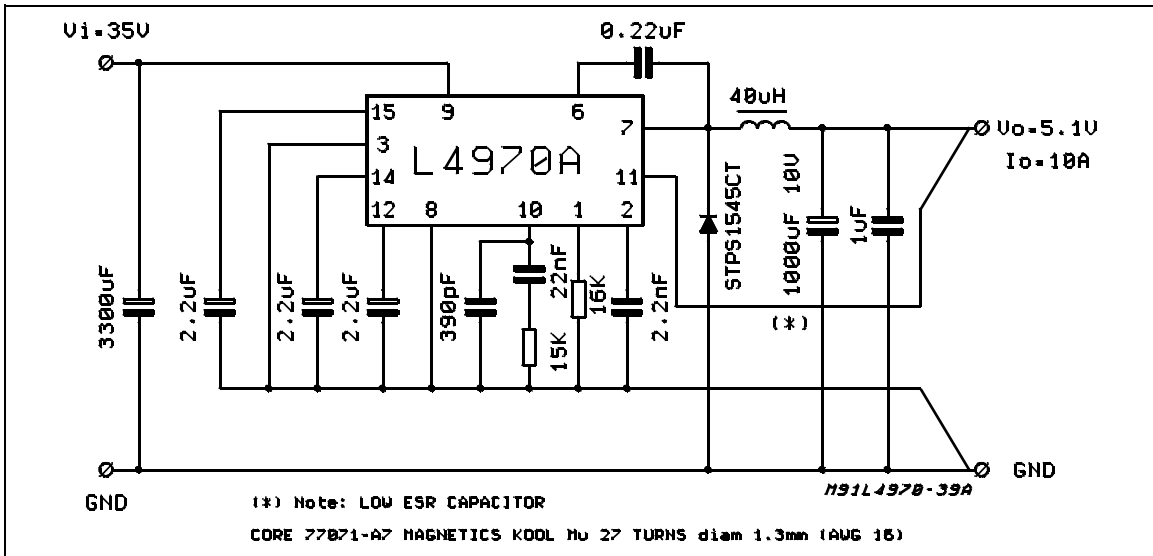 Vi=35V
0.22uF
15
9
6
40uH
3
7
Vo=5.1V
L4970A
Io=10A
14
11
12
8
10
1
2
3300uF
2.2uF
2.2uF
2.2uF
390pF
22nF
15K
16K
2.2nF
STPS1545CT
1000uF 10V
1uF
(*)
GND
GND
M91L4970-39A
(*) Note: LOW ESR CAPACITOR
CORE 77071-A7 MAGNETICS KOOL Mu 27 TURNS diam 1.3mm (AWG 16)